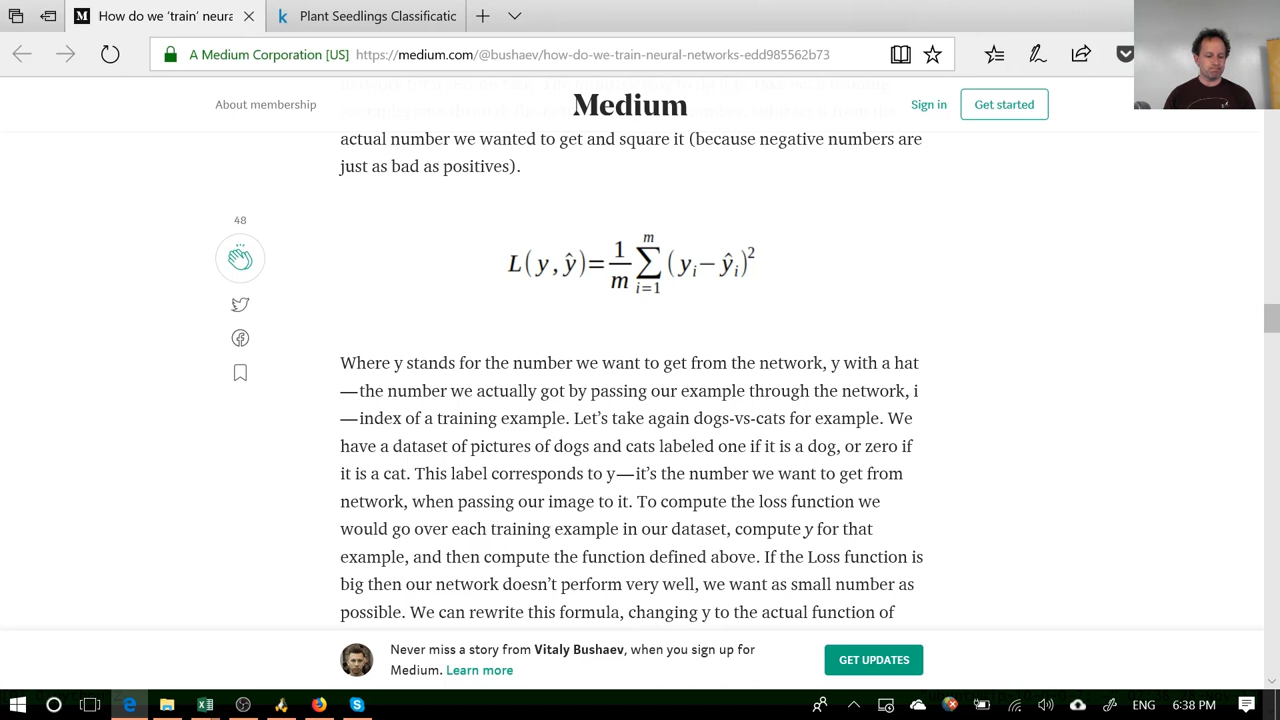 How do we 'train' neura
Plant Seedlings Classificatic
A Medium Corporation [US] https://medium.com/@bushaev/how-do-we-train-neural-networks-edd985562b73
About membership
Medium
Sign in
Get started
actual number we wanted to get and square it (because negative numbers are
just as bad as positives).
48
L(y, ŷ)=1/m ∑ i=1 m (yᵢ− ŷᵢ)²
Where y stands for the number we want to get from the network, y with a hat
—the number we actually got by passing our example through the network, i
—index of a training example. Let's take again dogs-vs-cats for example. We
have a dataset of pictures of dogs and cats labeled one if it is a dog, or zero if
it is a cat. This label corresponds to y—it's the number we want to get from
network, when passing our image to it. To compute the loss function we
would go over each training example in our dataset, compute y for that
example, and then compute the function defined above. If the Loss function is
big then our network doesn't perform very well, we want as small number as
possible. We can rewrite this formula, changing y to the actual function of
Never miss a story from Vitaly Bushaev, when you sign up for
Medium. Learn more
GET UPDATES
ENG
6:38 PM